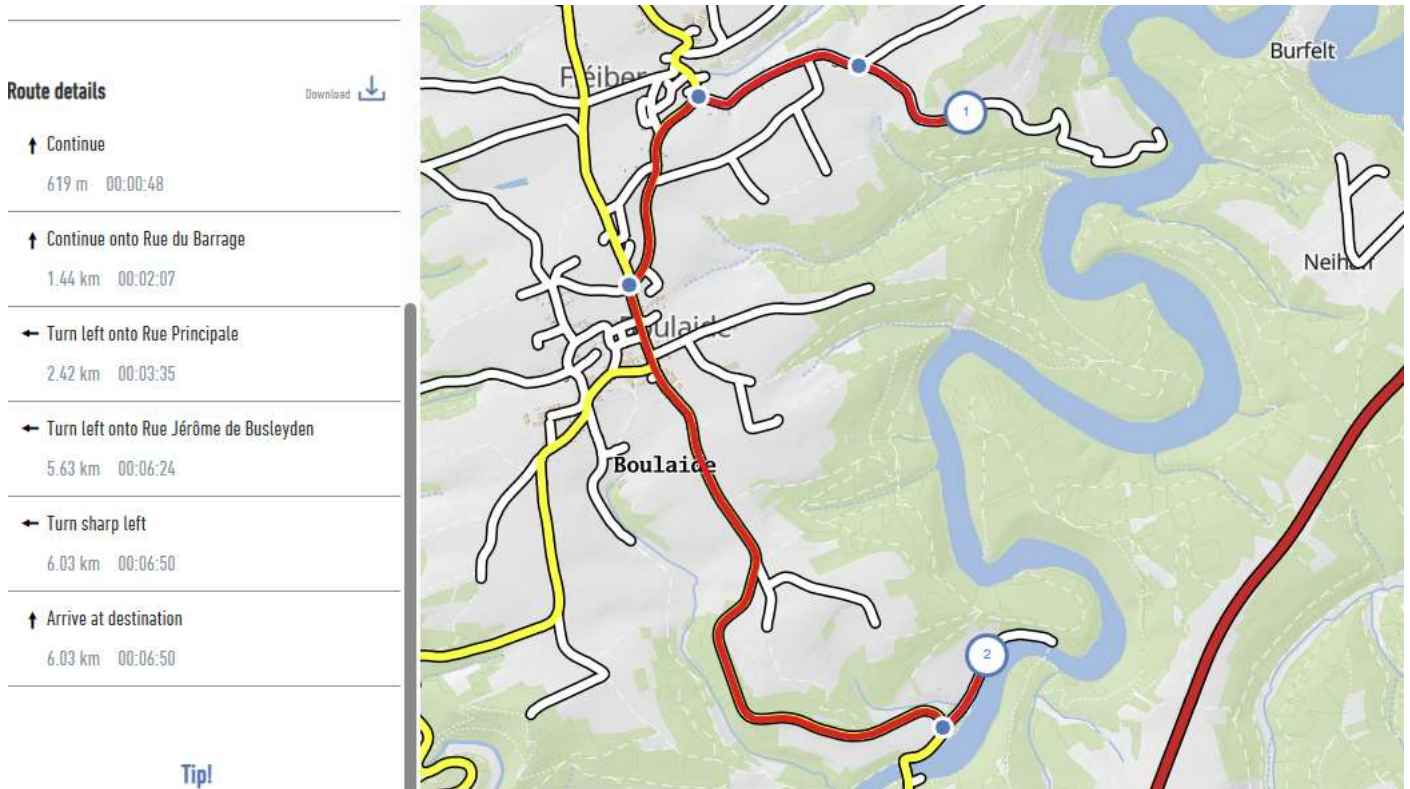 Route details
Download
Continue
619 m 00:00:48
Continue onto Rue du Barrage
1.44 km 00:02:07
Turn left onto Rue Principale
2.42 km 00:03:35
Turn left onto Rue Jérôme de Busleyden
5.63 km 00:06:24
Turn sharp left
6.03 km 00:06:50
Arrive at destination
6.03 km 00:06:50
Tip!
Burfelt
1
Neihaff
Boulaide
Boulaide
2